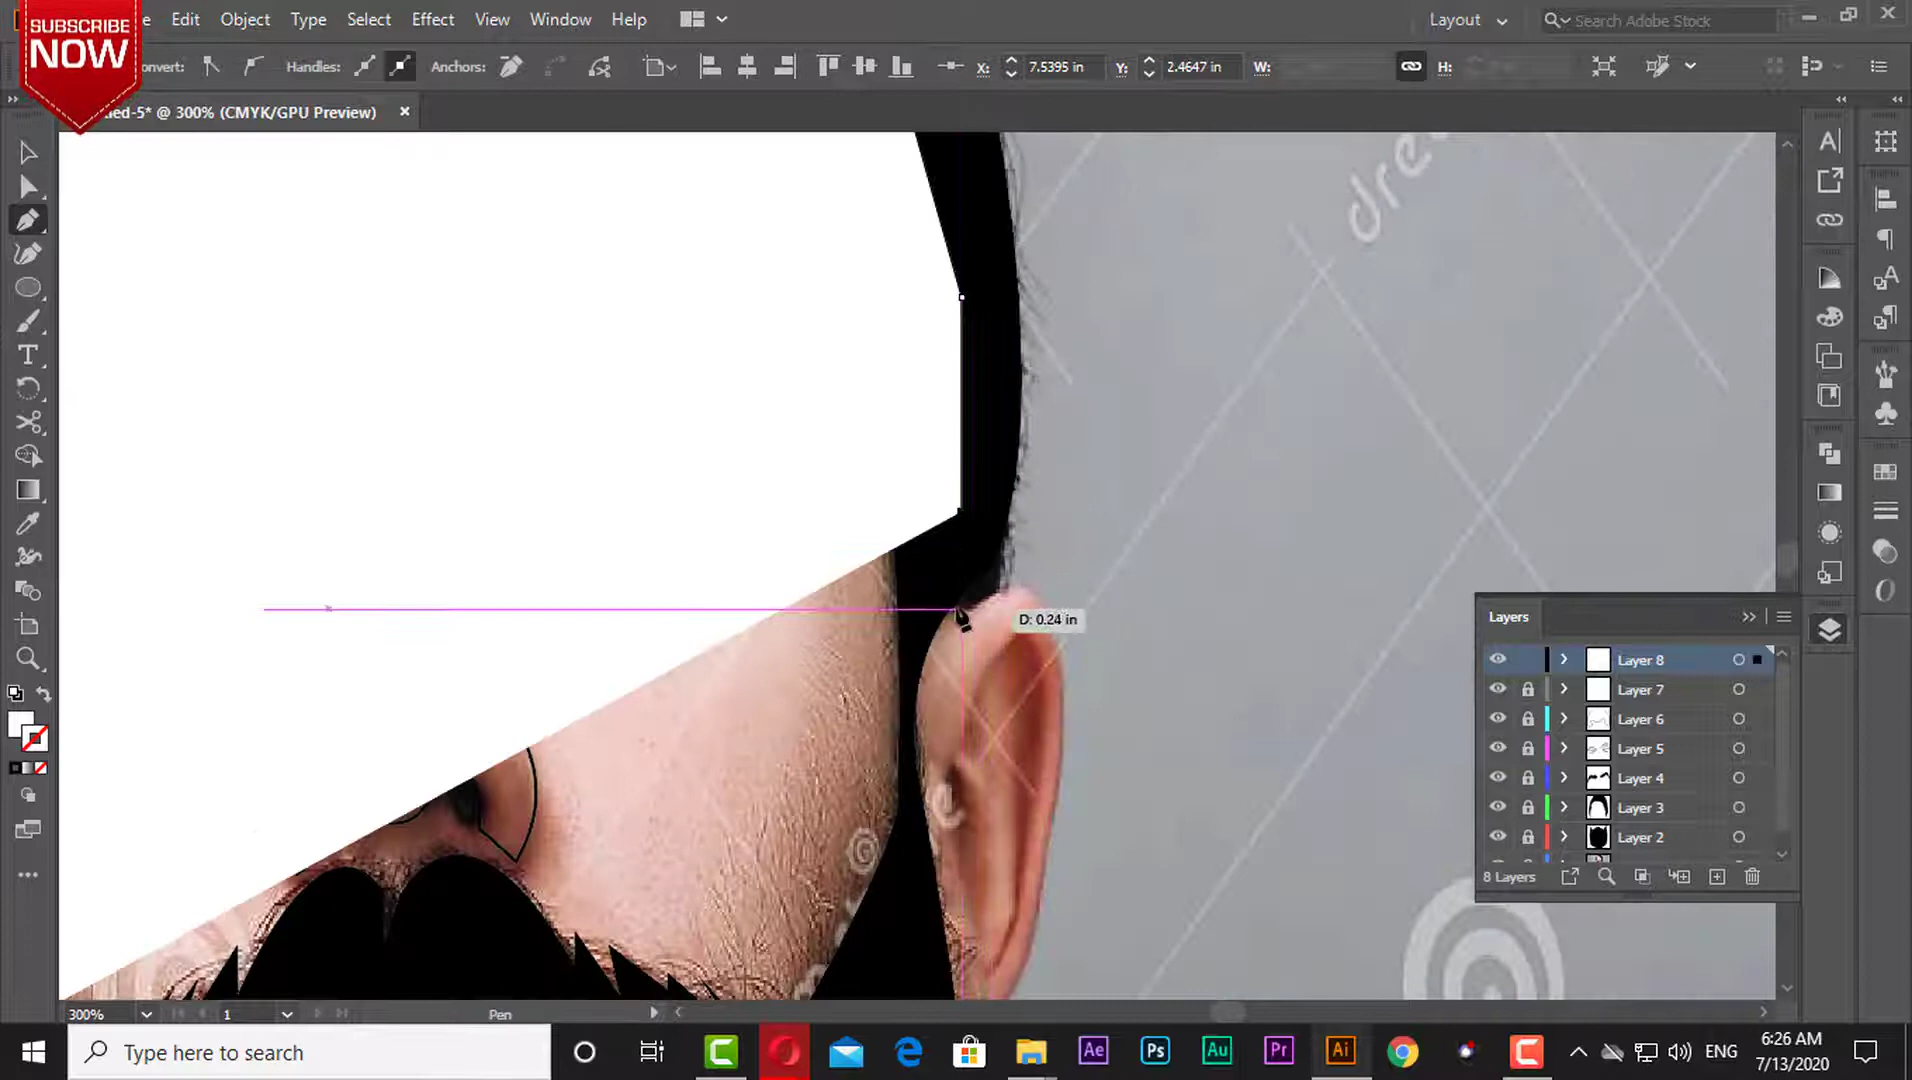 SUBSCRIBE
NOW
Edit Object Type Select Effect View Window Help
Layout
Search Adobe Stock
Handles:
Anchors:
X: 7.5395 in
Y: 2.4647 in
W:
H:
ed-5* @ 300% (CMYK/GPU Preview)
D: 0.24 in
Layers
Layer 8
Layer 7
Layer 6
Layer 5
Layer 4
Layer 3
Layer 2
8 Layers
300%
1
Pen
Type here to search
Ae
Ps
Au
Pr
Ai
ENG
6:26 AM
7/13/2020